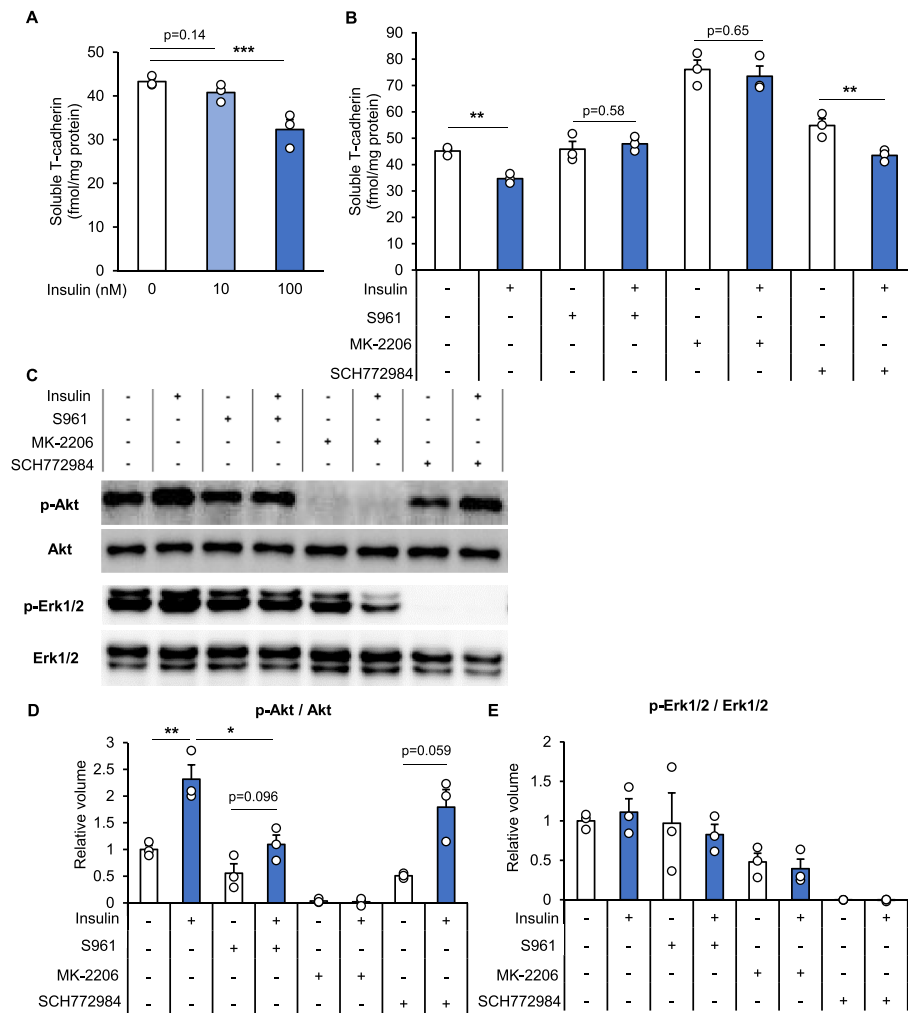 A
p=0.14
***
50
40
30
20
10
0
Soluble T-cadherin
(fmol/mg protein)
Insulin (nM) 0 10 100
B
p=0.65
**
p=0.58
**
90
80
70
60
50
40
30
20
10
0
Soluble T-cadherin
(fmol/mg protein)
Insulin - + - + - + - +
S961 - - + + - - - -
MK-2206 - - - - + + - -
SCH772984 - - - - - - + +
C
Insulin - + - + - + - +
S961 - - + + - - - -
MK-2206 - - - - + + - -
SCH772984 - - - - - - + +
p-Akt
Akt
p-Erk1/2
Erk1/2
D
p-Akt / Akt
** *
p=0.096
p=0.059
3
2.5
2
1.5
1
0.5
0
Relative volume
Insulin - + - + - + - +
S961 - - + + - - - -
MK-2206 - - - - + + - -
SCH772984 - - - - - - + +
E
p-Erk1/2 / Erk1/2
2
1.5
1
0.5
0
Relative volume
Insulin - + - + - + - +
S961 - - + + - - - -
MK-2206 - - - - + + - -
SCH772984 - - - - - - + +